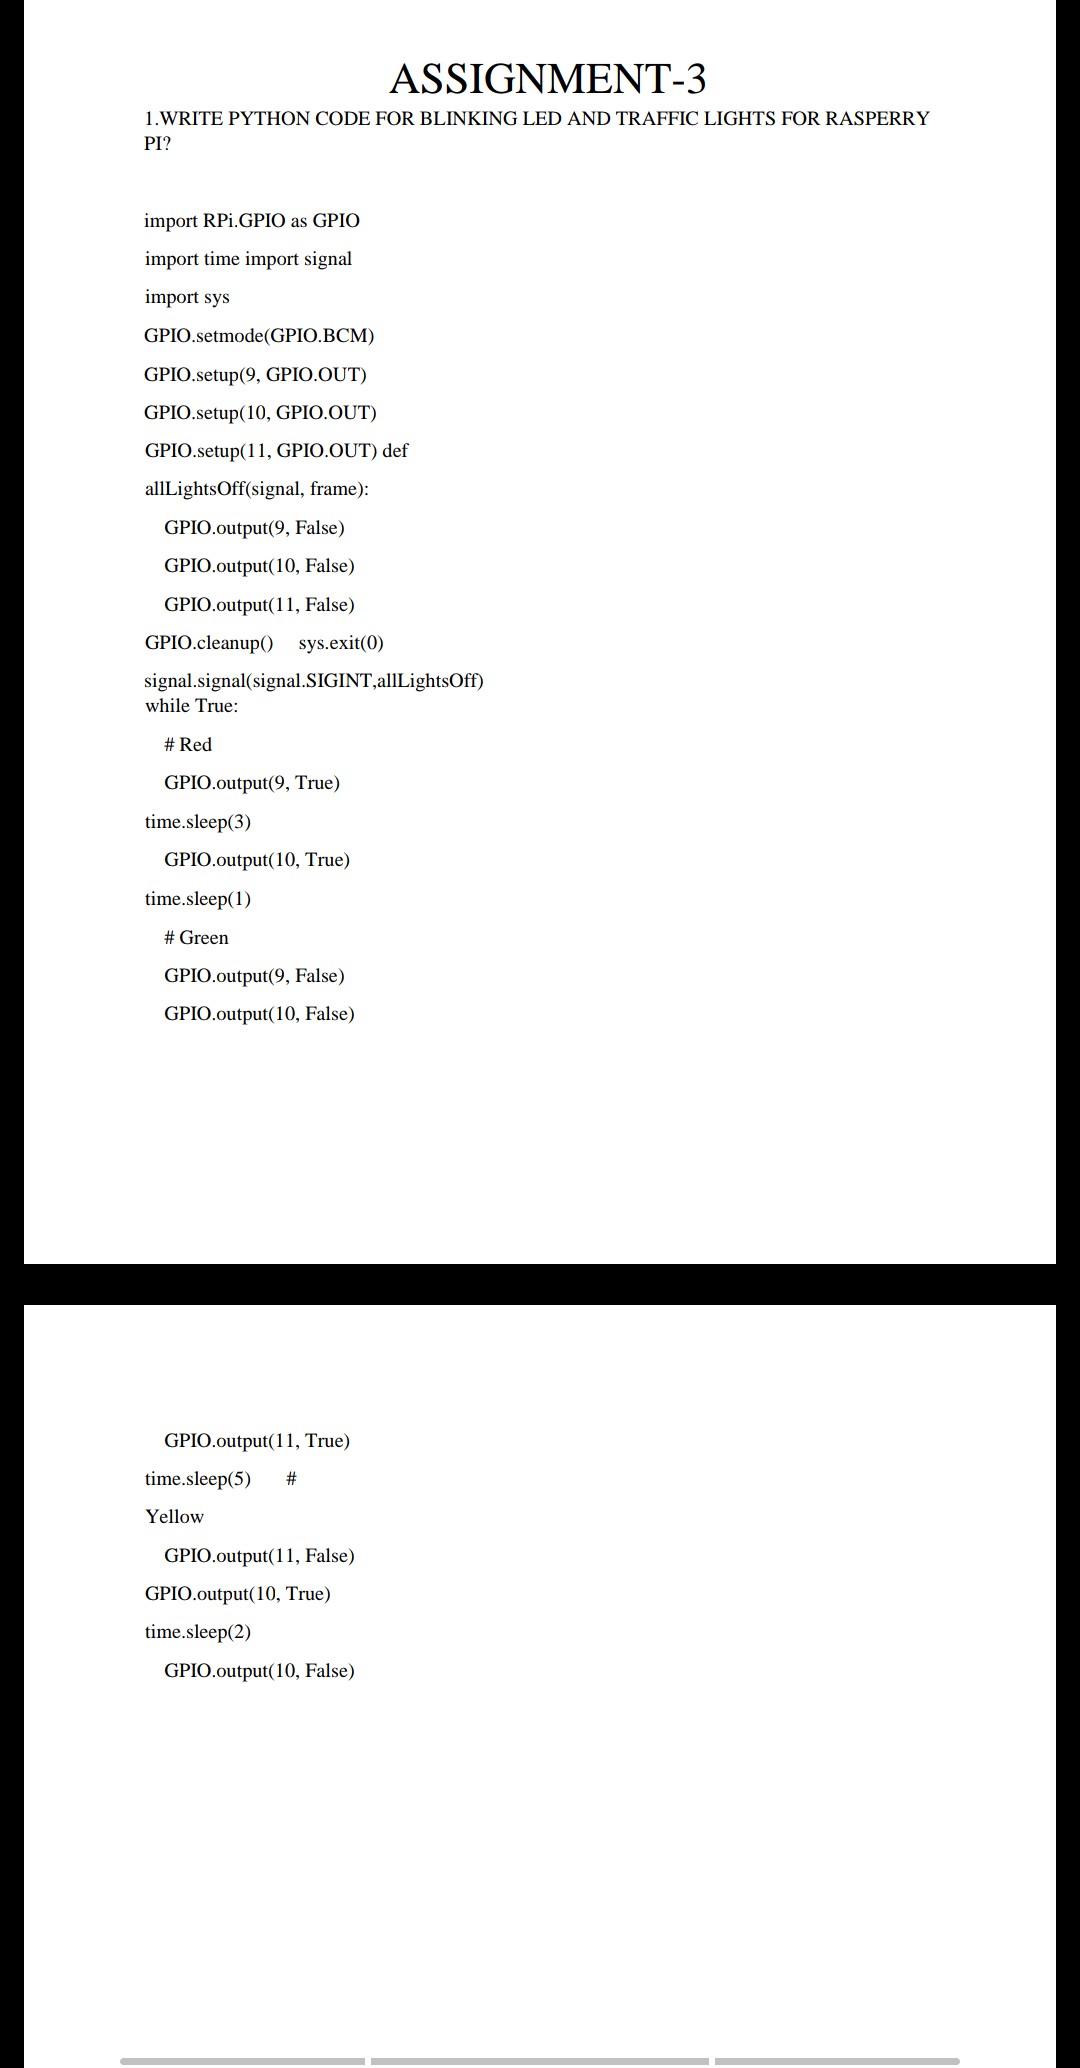 ASSIGNMENT-3
1.WRITE PYTHON CODE FOR BLINKING LED AND TRAFFIC LIGHTS FOR RASPERRY
PI?
import RPi.GPIO as GPIO
import time import signal
import sys
GPIO.setmode(GPIO.BCM)
GPIO.setup(9, GPIO.OUT)
GPIO.setup(10, GPIO.OUT)
GPIO.setup(11, GPIO.OUT) def
allLightsOff(signal, frame):
GPIO.output(9, False)
GPIO.output(10, False)
GPIO.output(11, False)
GPIO.cleanup() sys.exit(0)
signal.signal(signal.SIGINT,allLightsOff)
while True:
# Red
GPIO.output(9, True)
time.sleep(3)
GPIO.output(10, True)
time.sleep(1)
# Green
GPIO.output(9, False)
GPIO.output(10, False)
GPIO.output(11, True)
time.sleep(5) #
Yellow
GPIO.output(11, False)
GPIO.output(10, True)
time.sleep(2)
GPIO.output(10, False)